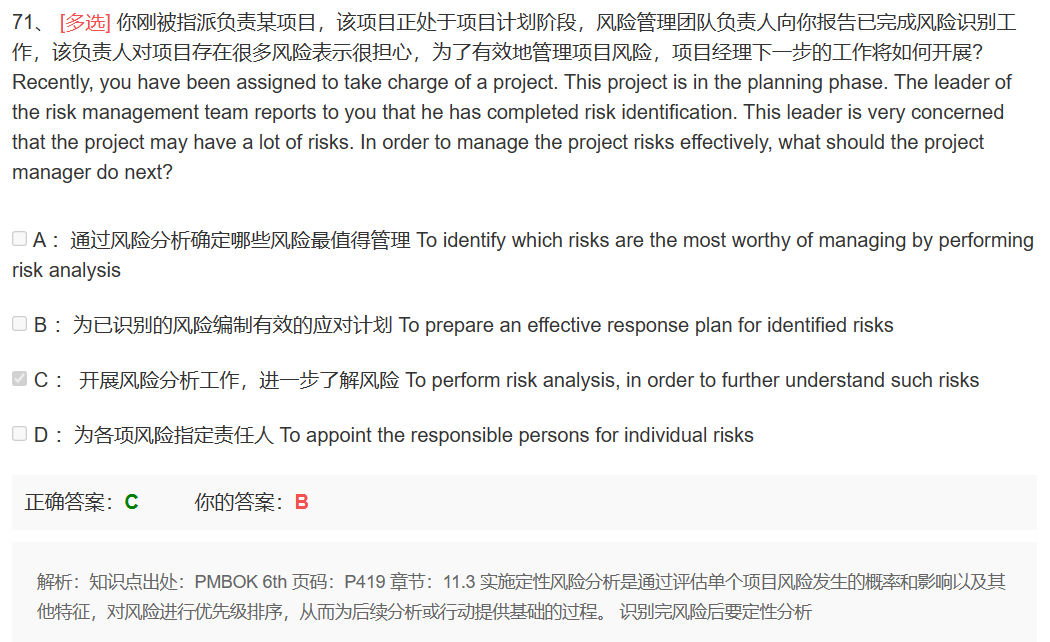 71、 [多选] 你刚被指派负责某项目，该项目正处于项目计划阶段，风险管理团队负责人向你报告已完成风险识别工
作，该负责人对项目存在很多风险表示很担心，为了有效地管理项目风险，项目经理下一步的工作将如何开展？
Recently, you have been assigned to take charge of a project. This project is in the planning phase. The leader of
the risk management team reports to you that he has completed risk identification. This leader is very concerned
that the project may have a lot of risks. In order to manage the project risks effectively, what should the project
manager do next?
A： 通过风险分析确定哪些风险最值得管理 To identify which risks are the most worthy of managing by performing
risk analysis
B： 为已识别的风险编制有效的应对计划 To prepare an effective response plan for identified risks
C： 开展风险分析工作，进一步了解风险 To perform risk analysis, in order to further understand such risks
D： 为各项风险指定责任人 To appoint the responsible persons for individual risks
正确答案：C 你的答案：B
解析：知识点出处：PMBOK 6th 页码：P419 章节：11.3 实施定性风险分析是通过评估单个项目风险发生的概率和影响以及其
他特征，对风险进行优先级排序，从而为后续分析或行动提供基础的过程。 识别完风险后要定性分析